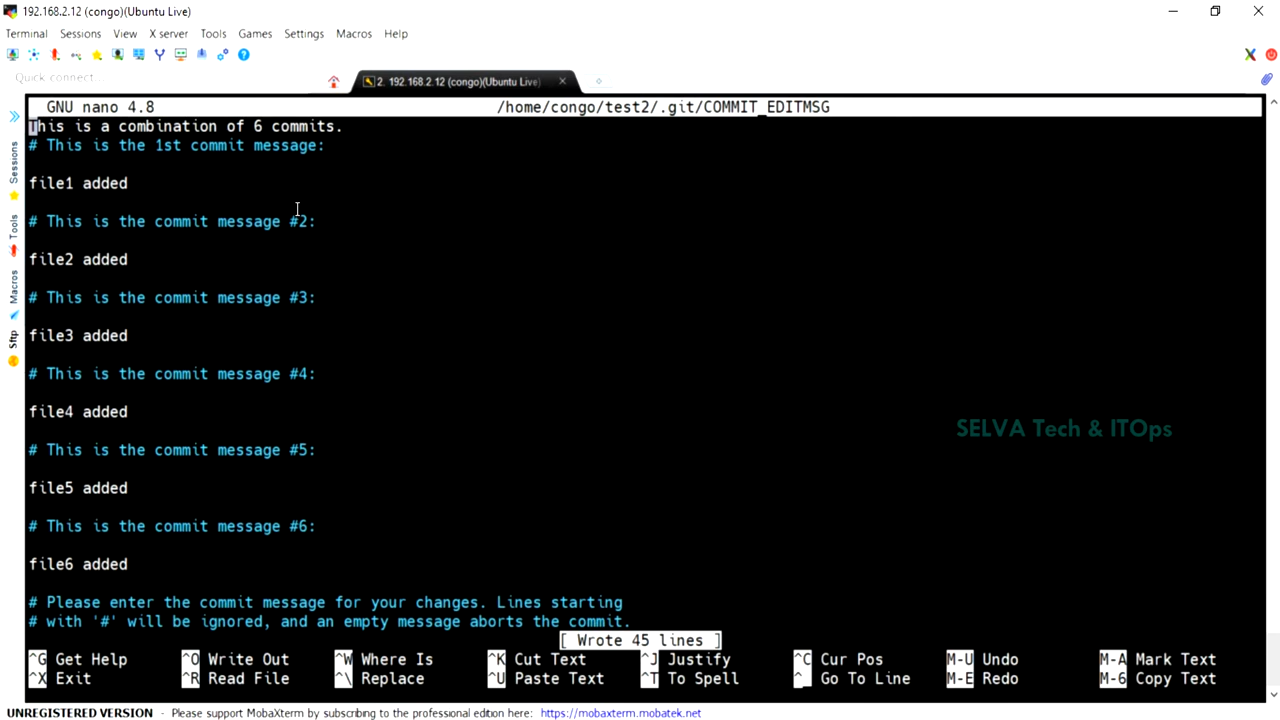 192.168.2.12 (congo)(Ubuntu Live)
Terminal Sessions View X server Tools Games Settings Macros Help
Quick connect...
2. 192.168.2.12 (congo)(Ubuntu Live)
Sessions
Tools
Macros
Sftp
GNU nano 4.8 /home/congo/test2/.git/COMMIT_EDITMSG
This is a combination of 6 commits.
# This is the 1st commit message:
file1 added
# This is the commit message #2:
file2 added
# This is the commit message #3:
file3 added
# This is the commit message #4:
file4 added
SELVA Tech & ITOps
# This is the commit message #5:
file5 added
# This is the commit message #6:
file6 added
# Please enter the commit message for your changes. Lines starting
# with '#' will be ignored, and an empty message aborts the commit.
[ Wrote 45 lines ]
^G Get Help ^O Write Out ^W Where Is ^K Cut Text ^J Justify ^C Cur Pos M-U Undo M-A Mark Text
^X Exit ^R Read File ^\ Replace ^U Paste Text ^T To Spell ^_ Go To Line M-E Redo M-6 Copy Text
UNREGISTERED VERSION - Please support MobaXterm by subscribing to the professional edition here: https://mobaxterm.mobatek.net